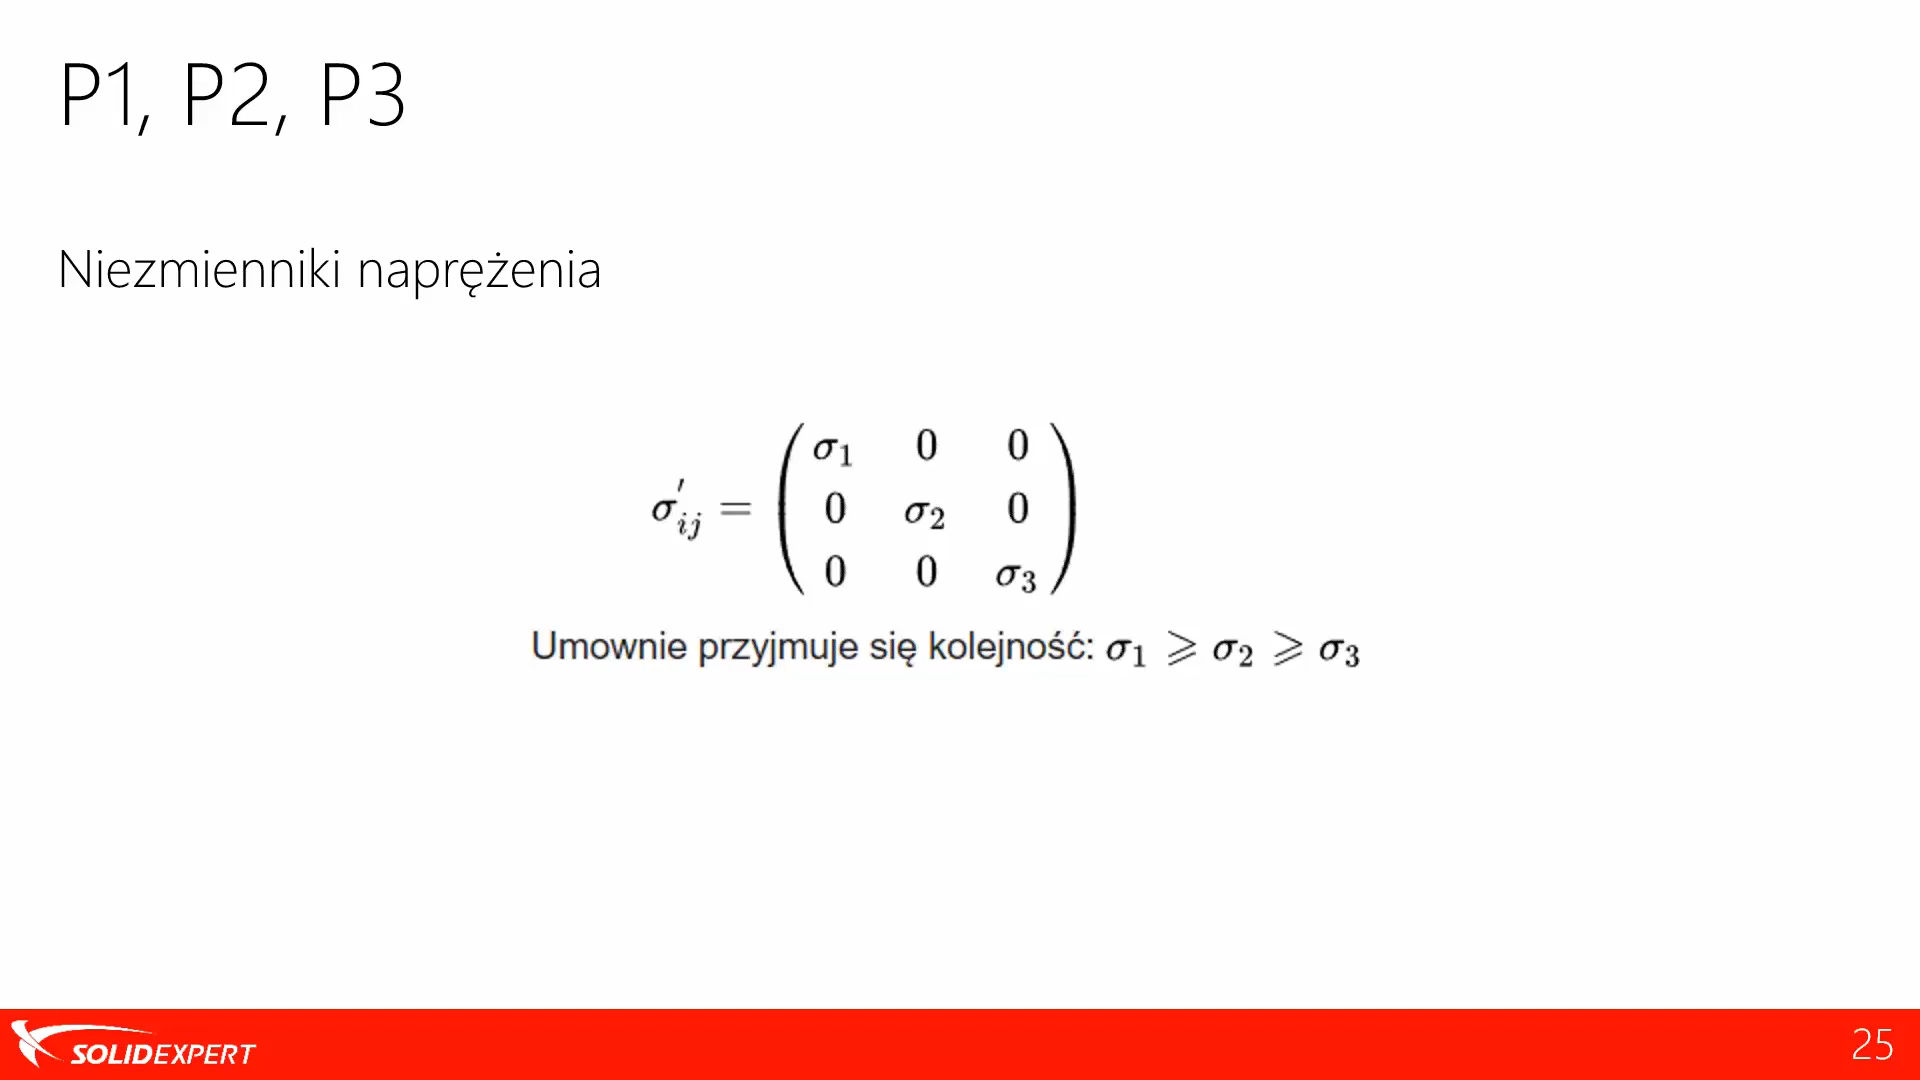 P1, P2, P3
Niezmienniki naprężenia
σ'ij = ( σ1 0 0
0 σ2 0
0 0 σ3 )
Umownie przyjmuje się kolejność: σ1 ⩾ σ2 ⩾ σ3
SOLIDEXPERT
25